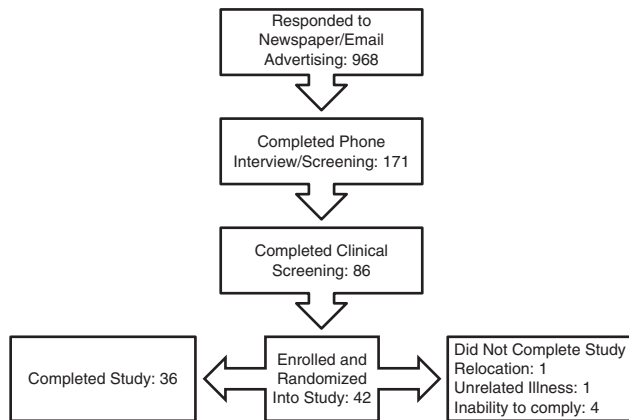 Responded to
Newspaper/Email
Advertising: 968
Completed Phone
Interview/Screening: 171
Completed Clinical
Screening: 86
Completed Study: 36
Enrolled and
Randomized
Into Study: 42
Did Not Complete Study
Relocation: 1
Unrelated Illness: 1
Inability to comply: 4